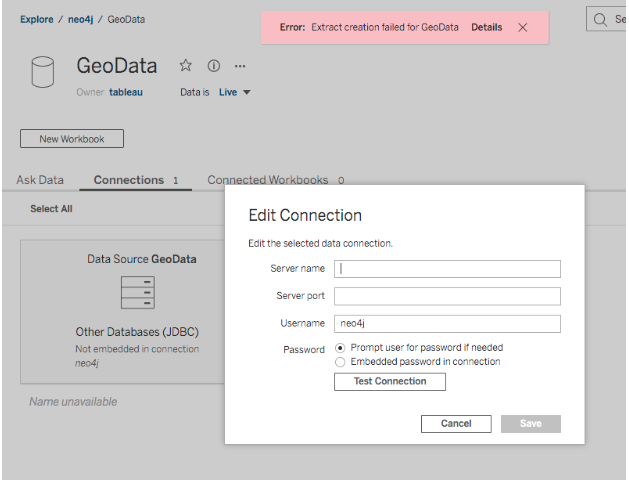 Explore / neo4j / GeoData
Error: Extract creation failed for GeoData Details
Se
GeoData
Owner tableau Data is Live
New Workbook
Ask Data Connections 1 Connected Workbooks 0
Select All
Data Source GeoData
Other Databases (JDBC)
Not embedded in connection
neo4j
Name unavailable
Edit Connection
Edit the selected data connection.
Server name
Server port
Username neo4j
Password Prompt user for password if needed
Embedded password in connection
Test Connection
Cancel Save